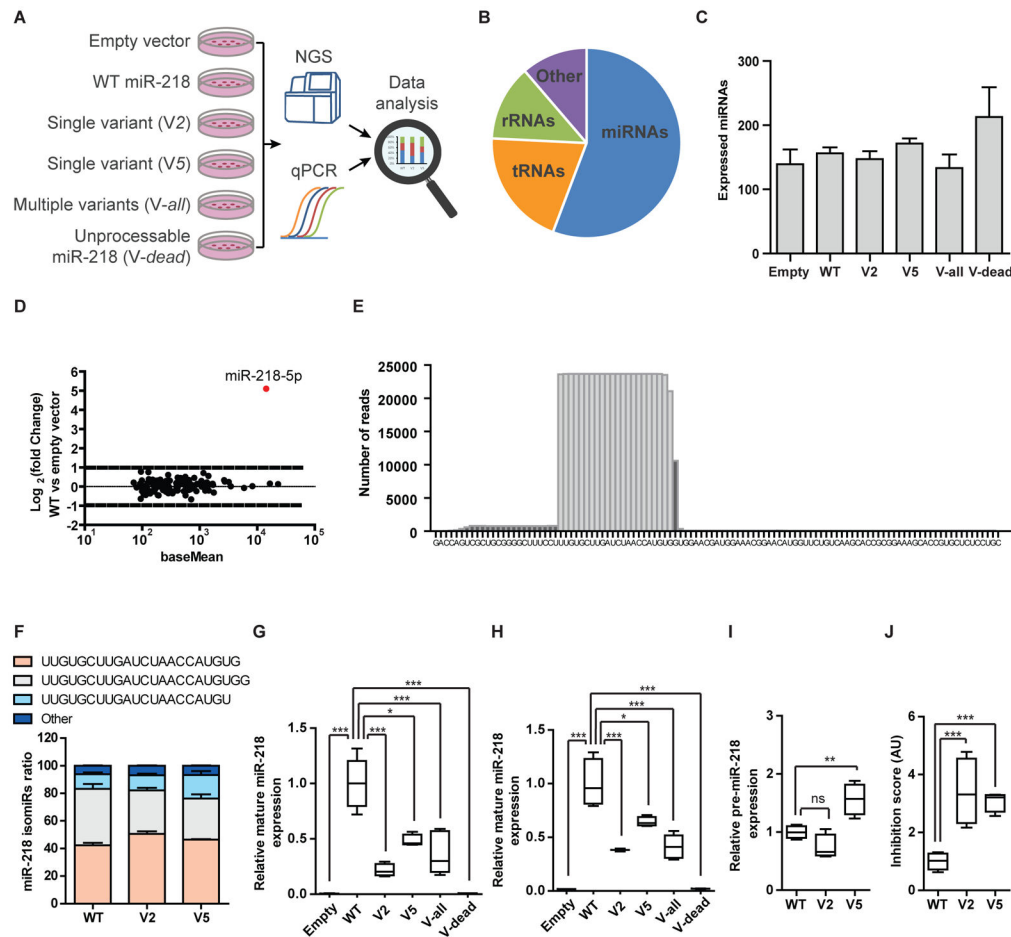 A
Empty vector
WT miR-218
Single variant (V2)
Single variant (V5)
Multiple variants (V-all)
Unprocessable
miR-218 (V-dead)
NGS
qPCR
Data
analysis
B
Other
rRNAs
tRNAs
miRNAs
C
Expressed miRNAs
300
200
100
0
Empty
WT
V2
V5
V-all
V-dead
D
Log 2(fold Change)
WT vs empty vector
6
5
4
3
2
1
0
-1
-2
miR-218-5p
10^1
10^2
10^3
10^4
10^5
baseMean
E
Number of reads
25000
20000
15000
10000
5000
0
F
UUGUGCUUGAUCUAACCAUGUG
UUGUGCUUGAUCUAACCAUGUGG
UUGUGCUUGAUCUAACCAUGU
Other
miR-218 isomiRs ratio
100
80
60
40
20
0
WT
V2
V5
G
Relative mature miR-218
expression
1.5
1.0
0.5
0.0
***
***
*
***
***
Empty
WT
V2
V5
V-all
V-dead
H
Relative mature miR-218
expression
1.5
1.0
0.5
0.0
***
***
*
***
***
Empty
WT
V2
V5
V-all
V-dead
I
Relative pre-miR-218
expression
3
2
1
0
**
ns
WT
V2
V5
J
Inhibition score (AU)
6
4
2
0
***
***
WT
V2
V5